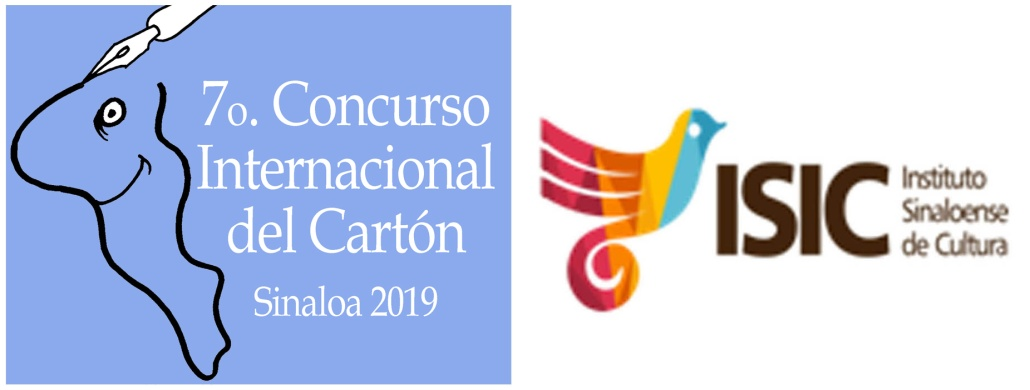 7o. Concurso
Internacional
del Cartón
Sinaloa 2019
ISIC
Instituto
Sinaloense
de Cultura